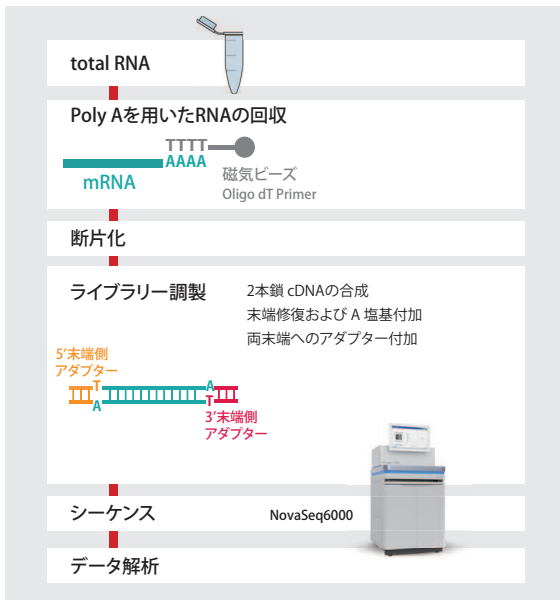 total RNA
Poly Aを用いたRNAの回収
TTTT
AAAA
mRNA
磁気ビーズ
Oligo dT Primer
断片化
ライブラリー調製
2本鎖 cDNAの合成
末端修復および A 塩基付加
両末端へのアダプター付加
5’末端側
アダプター
T
A
A
T
3’末端側
アダプター
シーケンス
NovaSeq6000
データ解析